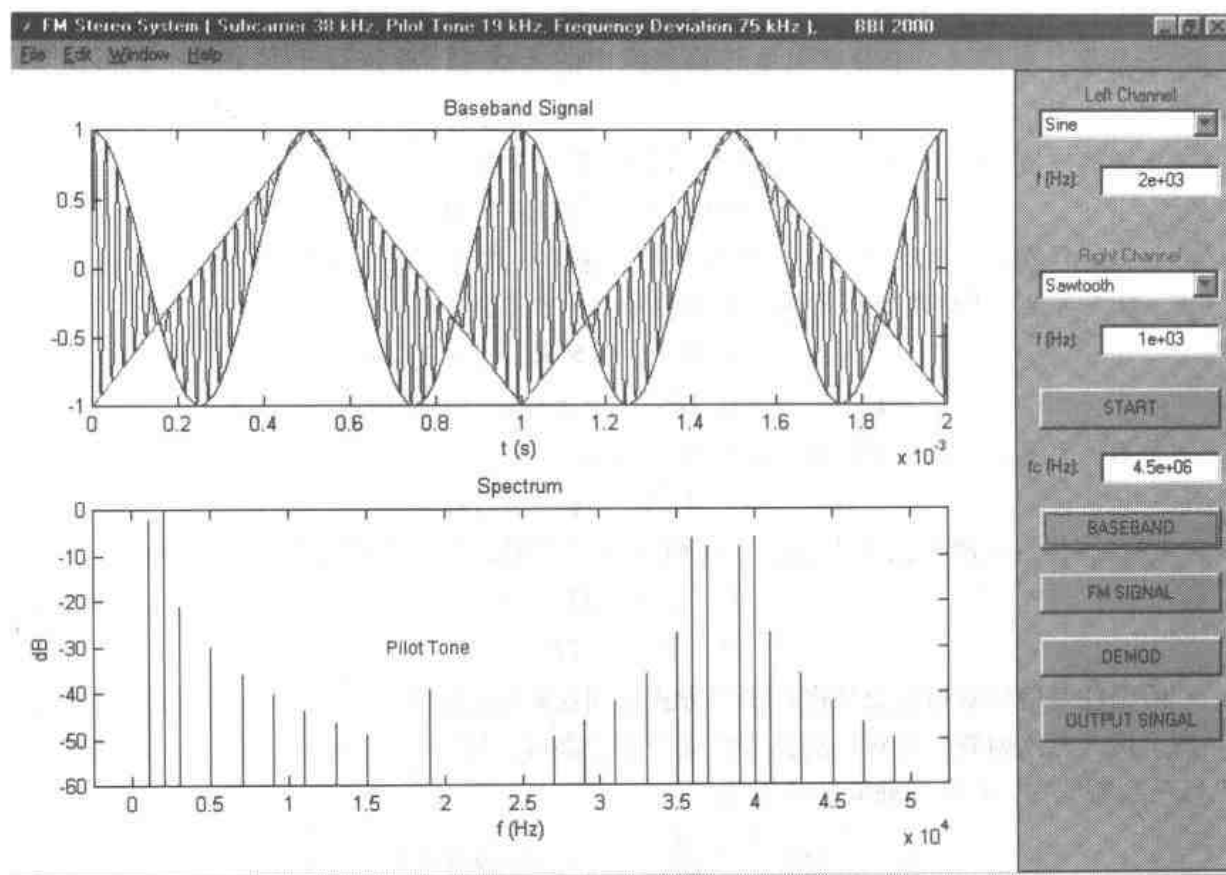 FM Stereo System ( Subcarrier 38 kHz, Pilot Tone 19 kHz, Frequency Deviation 75 kHz ), BBI 2000
File Edit Window Help
Baseband Signal
1
0.5
0
-0.5
-1
0 0.2 0.4 0.6 0.8 1 1.2 1.4 1.6 1.8 2
t (s)
x 10-3
Spectrum
0
-10
-20
-30
-40
-50
-60
dB
Pilot Tone
0 0.5 1 1.5 2 2.5 3 3.5 4 4.5 5
f (Hz)
x 10^4
Left Channel
Sine
f (Hz): 2e+03
Right Channel
Sawtooth
f (Hz): 1e+03
START
fc (Hz): 4.5e+06
BASEBAND
FM SIGNAL
DEMOD
OUTPUT SINGAL